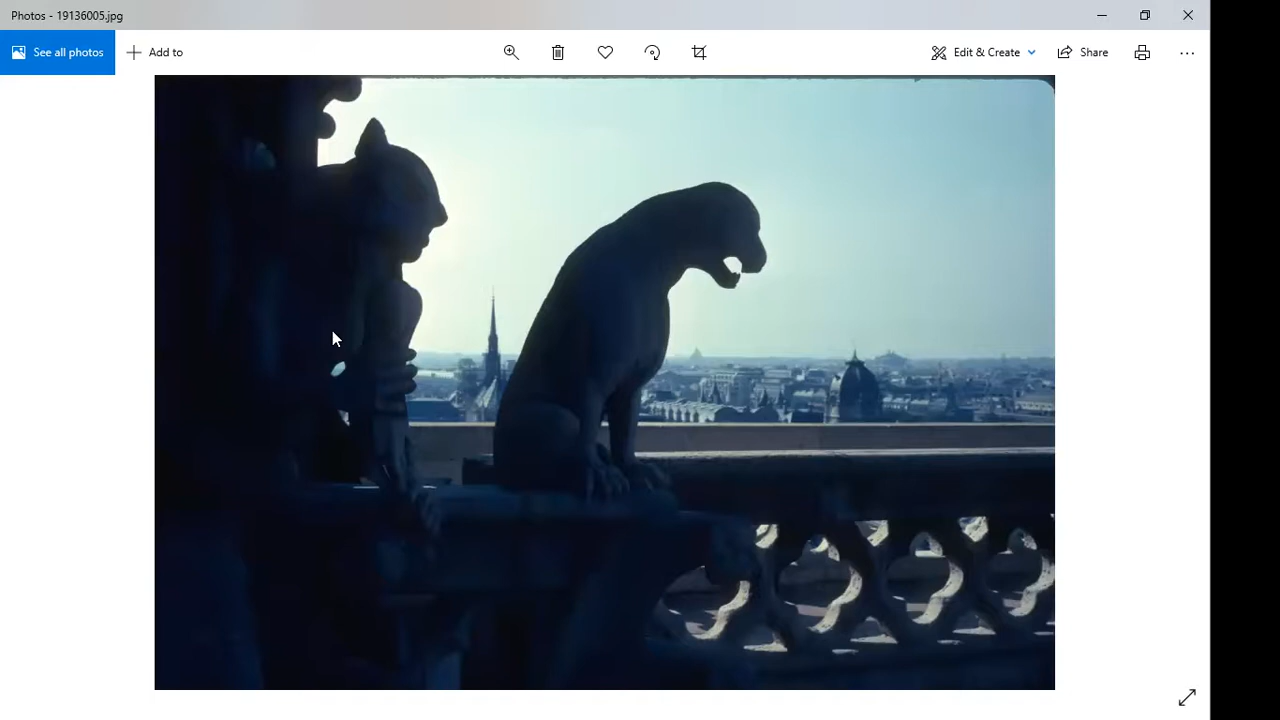 Photos - 19136005.jpg
See all photos
Add to
Edit & Create
Share